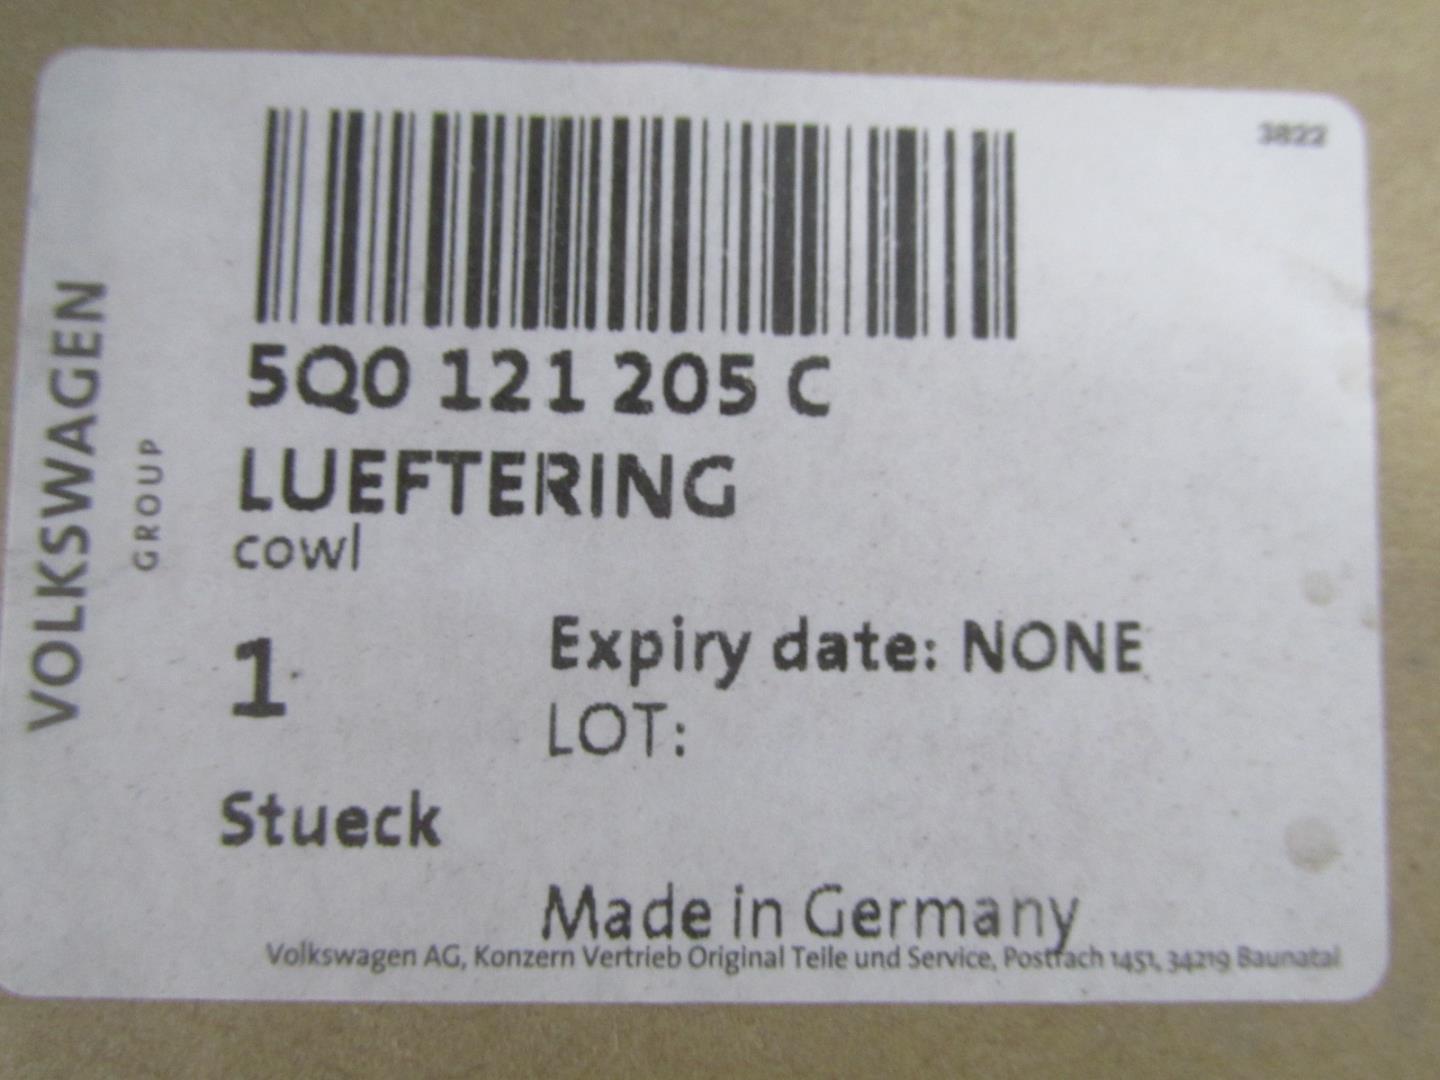 3822
VOLKSWAGEN
GROUP
5Q0 121 205 C
LUEFTERING
cowl
1
Expiry date: NONE
LOT:
Stueck
Made in Germany
Volkswagen AG, Konzern Vertrieb Original Teile und Service, Postfach 1451, 34219 Baunatal